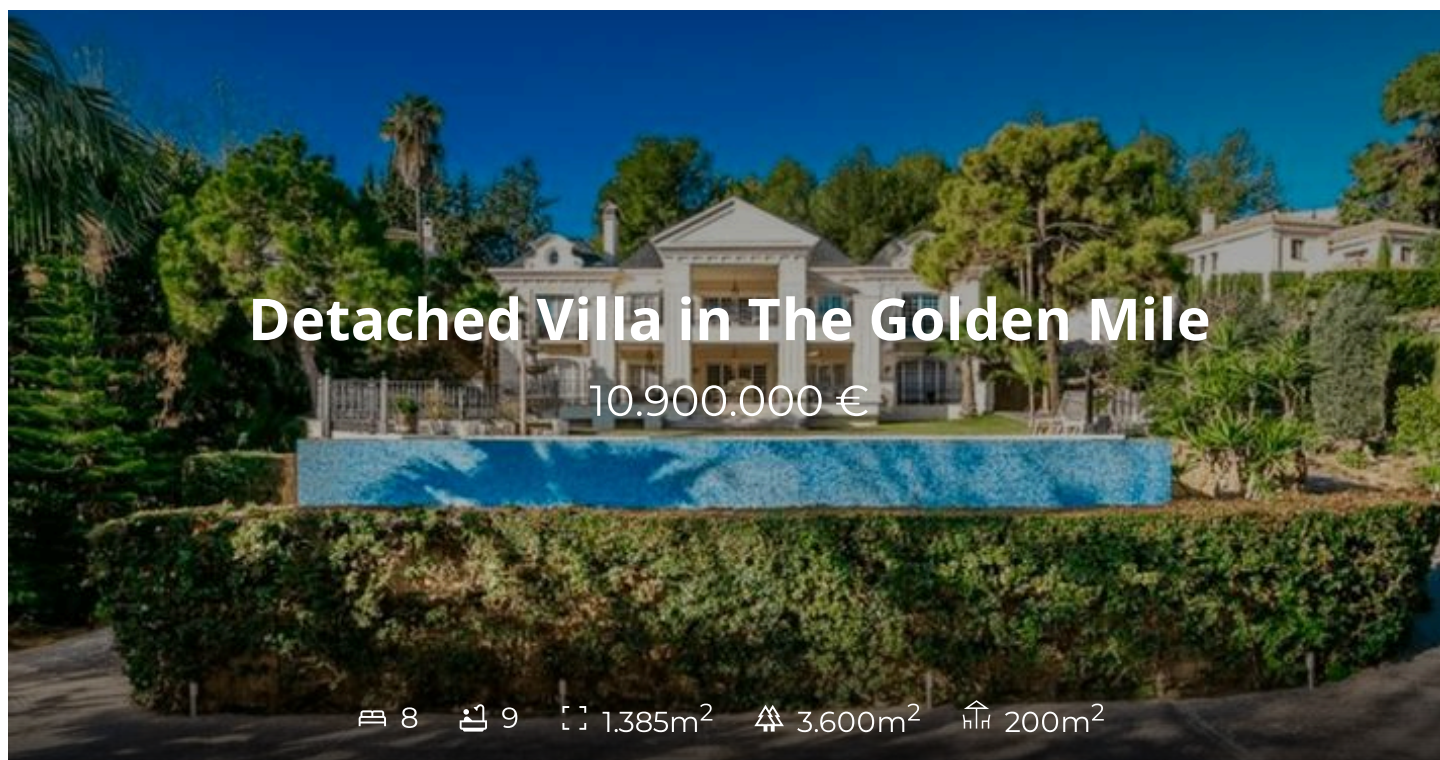 Detached Villa in The Golden Mile
10.900.000 €
8 9 1.385m² 3.600m² 200m²